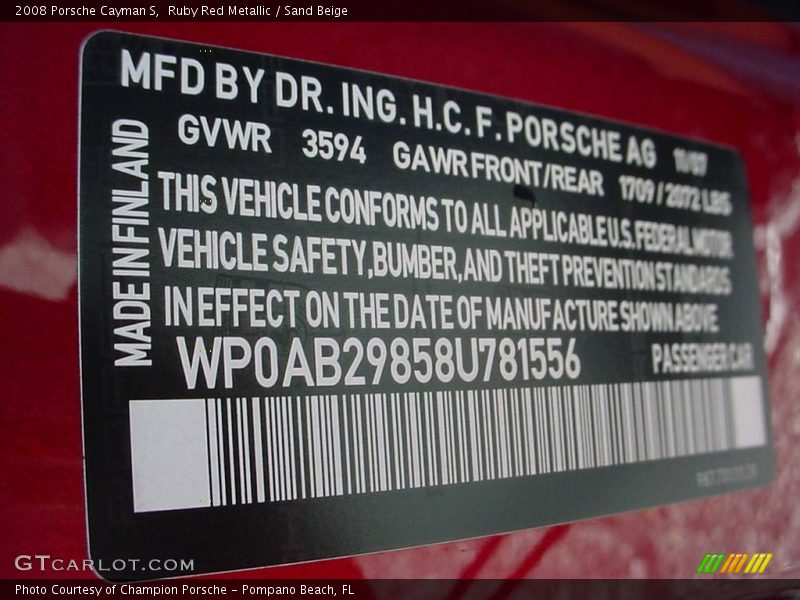 2008 Porsche Cayman S,  Ruby Red Metallic / Sand Beige
MFD BY DR. ING. H.C. F. PORSCHE AG 11/07
GVWR 3594 GAWR FRONT/REAR 1709 / 2072 LBS
THIS VEHICLE CONFORMS TO ALL APPLICABLE U.S. FEDERAL MOTOR
VEHICLE SAFETY, BUMBER, AND THEFT PREVENTION STANDARDS
IN EFFECT ON THE DATE OF MANUFACTURE SHOWN ABOVE
MADE IN FINLAND
WP0AB29858U781556 PASSENGER CAR
GTCARLOT.COM
Photo Courtesy of Champion Porsche - Pompano Beach, FL